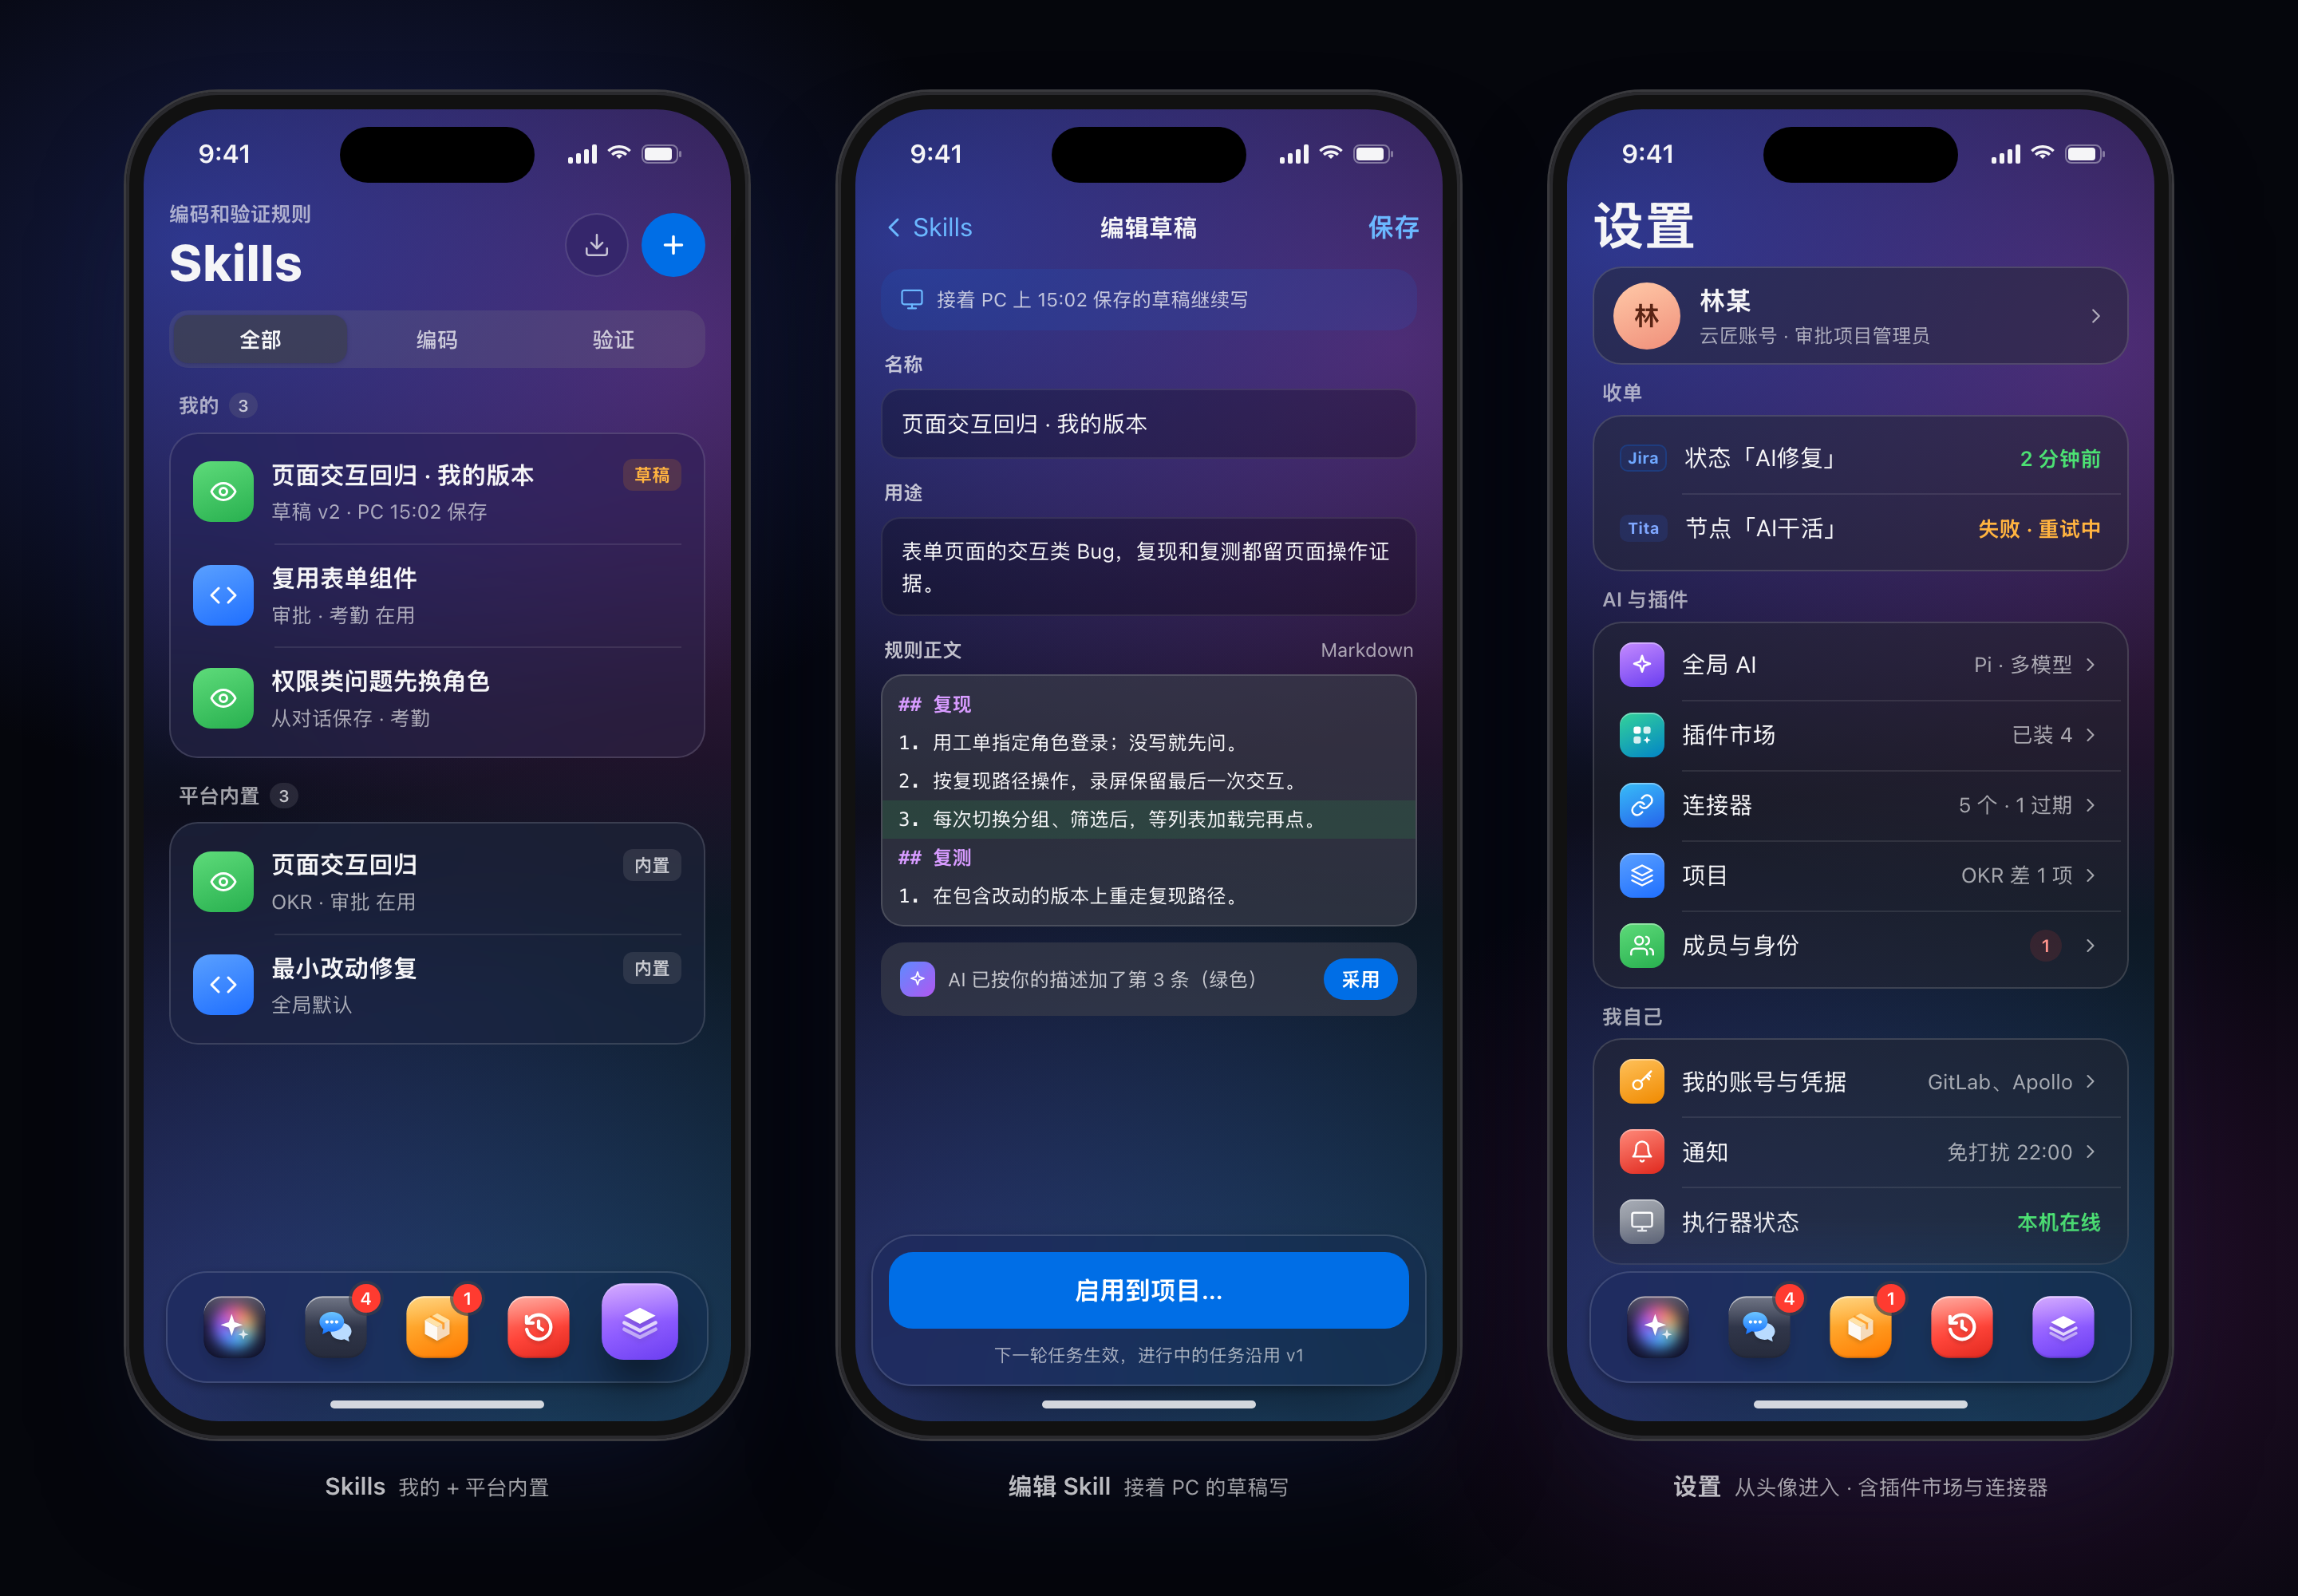 9:41
编码和验证规则
Skills
全部 编码 验证
我的 3
页面交互回归 · 我的版本 草稿
草稿 v2 · PC 15:02 保存
复用表单组件
审批 · 考勤 在用
权限类问题先换角色
从对话保存 · 考勤
平台内置 3
页面交互回归 内置
OKR · 审批 在用
最小改动修复 内置
全局默认
4 1
Skills 我的 + 平台内置
9:41
Skills 编辑草稿 保存
接着 PC 上 15:02 保存的草稿继续写
名称
页面交互回归 · 我的版本
用途
表单页面的交互类 Bug，复现和复测都留页面操作证
据。
规则正文 Markdown
## 复现
1. 用工单指定角色登录；没写就先问。
2. 按复现路径操作，录屏保留最后一次交互。
3. 每次切换分组、筛选后，等列表加载完再点。
## 复测
1. 在包含改动的版本上重走复现路径。
AI 已按你的描述加了第 3 条（绿色） 采用
启用到项目...
下一轮任务生效，进行中的任务沿用 v1
编辑 Skill 接着 PC 的草稿写
9:41
设置
林 林某
云匠账号 · 审批项目管理员
收单
Jira 状态「AI修复」 2 分钟前
Tita 节点「AI干活」 失败 · 重试中
AI 与插件
全局 AI Pi · 多模型
插件市场 已装 4
连接器 5 个 · 1 过期
项目 OKR 差 1 项
成员与身份 1
我自己
我的账号与凭据 GitLab、Apollo
通知 免打扰 22:00
执行器状态 本机在线
4 1
设置 从头像进入 · 含插件市场与连接器